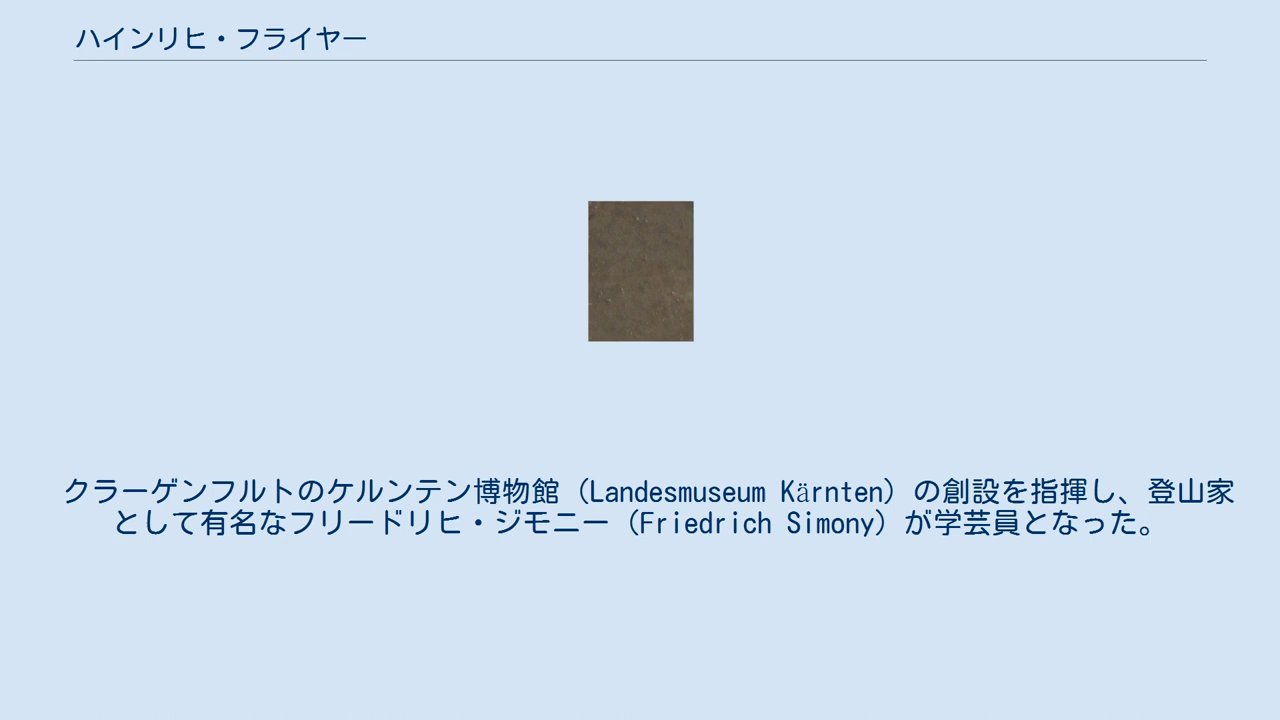 ハインリヒ・フライヤー
クラーゲンフルトのケルンテン博物館（Landesmuseum Kärnten）の創設を指揮し、登山家
として有名なフリードリヒ・ジモニー（Friedrich Simony）が学芸員となった。